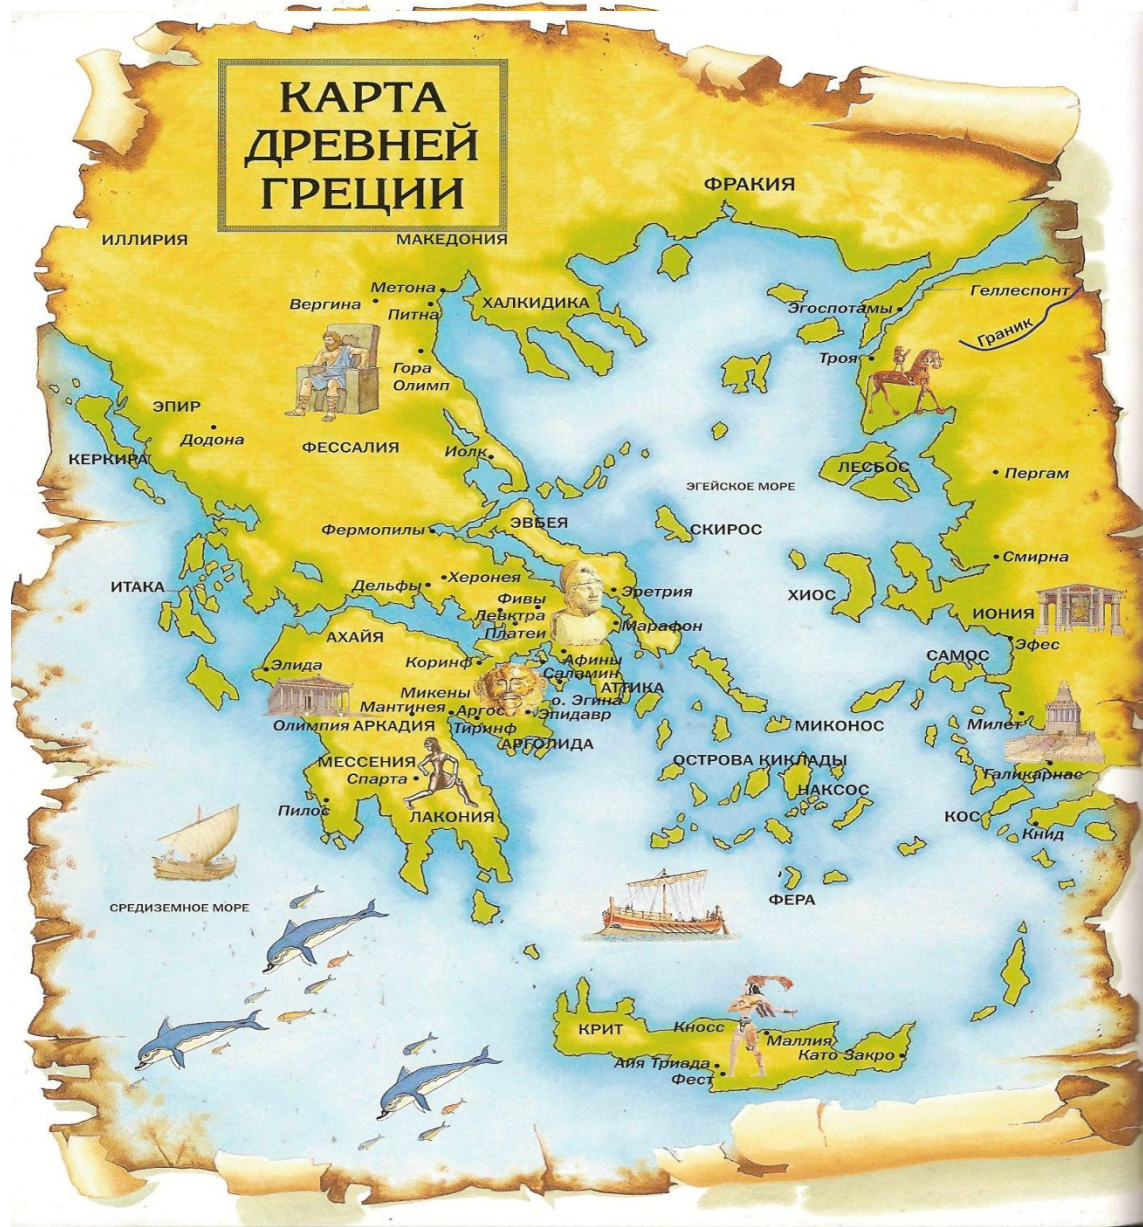 КАРТА
ДРЕВНЕЙ
ГРЕЦИИ
ФРАКИЯ
ИЛЛИРИЯ
МАКЕДОНИЯ
Метона
Вергина
Питна
ХАЛКИДИКА
Геллеспонт
Эгоспотамы
Граник
Троя
Гора
Олимп
ЭПИР
Додона
ФЕССАЛИЯ
Иолк
КЕРКИРА
ЛЕСБОС
Пергам
ЭГЕЙСКОЕ МОРЕ
Фермопилы
ЭВБЕЯ
СКИРОС
Смирна
ИТАКА
Дельфы
Херонея
Фивы
Эретрия
ХИОС
Левктра
Платеи
Марафон
ИОНИЯ
АХАЙЯ
Эфес
Элида
Коринф
Афины
САМОС
Саламин
Микены
АТТИКА
Мантинея
Аргос
о. Эгина
Эпидавр
Олимпия
АРКАДИЯ
Тиринф
МИКОНОС
Милет
АРГОЛИДА
МЕССЕНИЯ
ОСТРОВА КИКЛАДЫ
Спарта
Галикарнас
НАКСОС
Пилос
ЛАКОНИЯ
КОС
Книд
СРЕДИЗЕМНОЕ МОРЕ
ФЕРА
КРИТ
Кносс
Маллия
Като Закро
Айя Триада
Фест